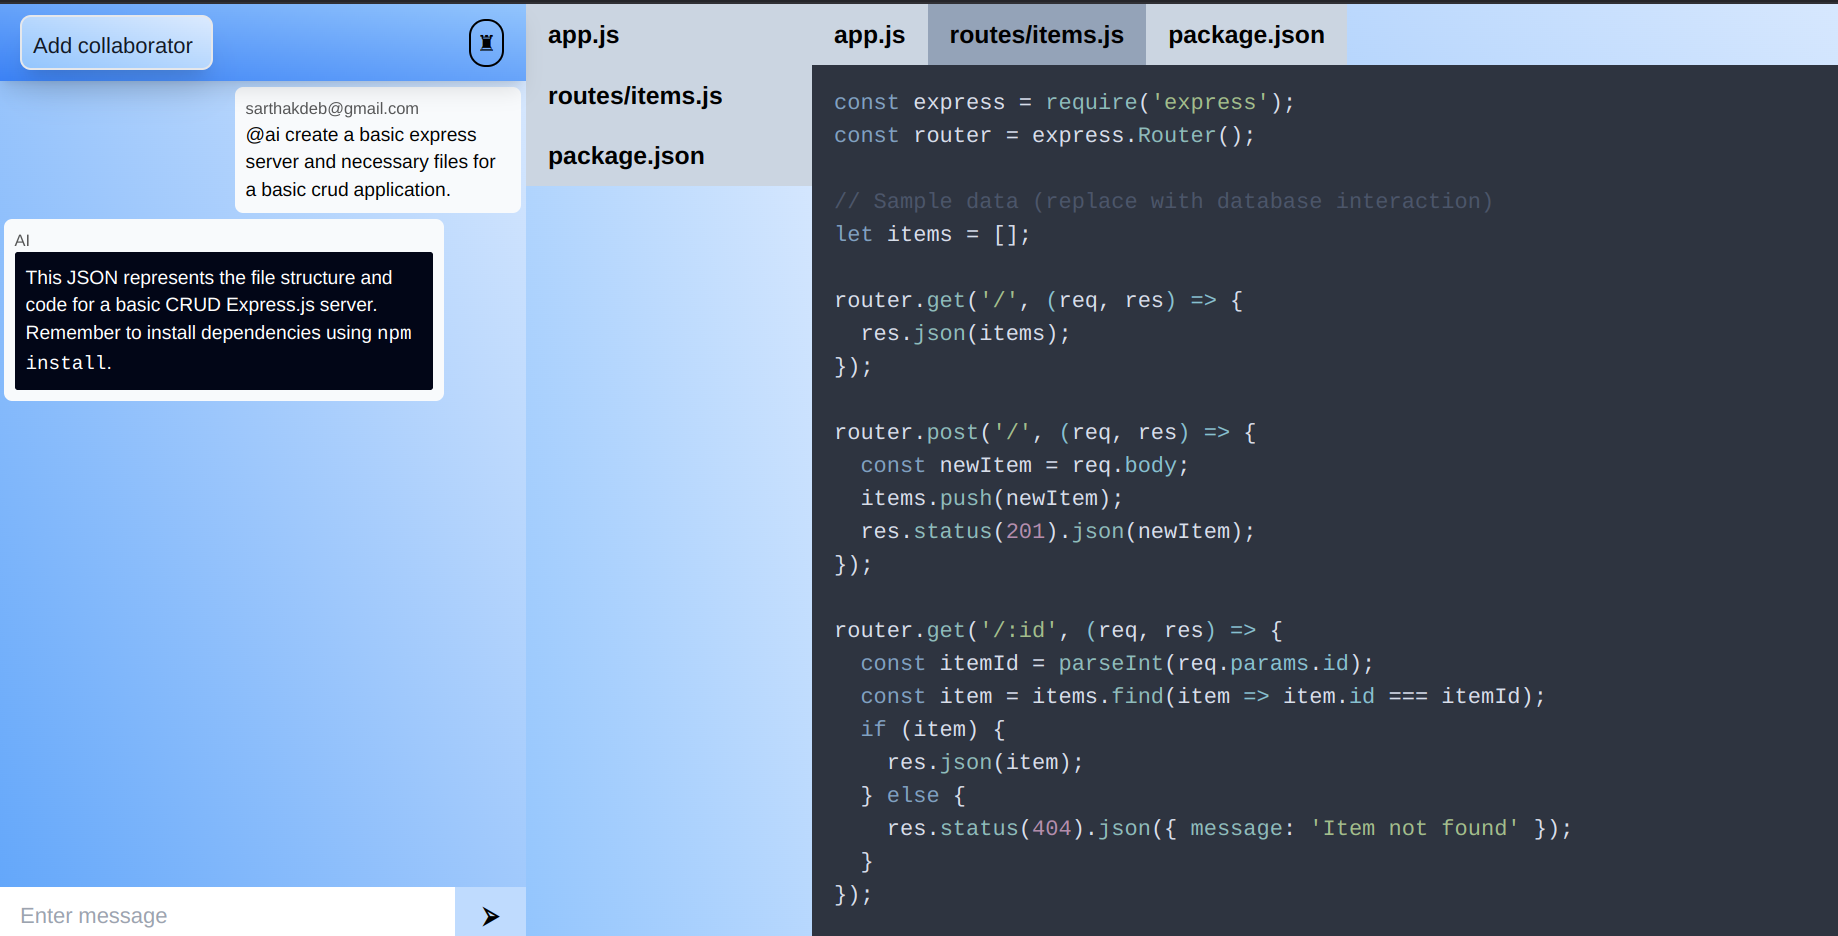 Add collaborator
sarthakdeb@gmail.com
@ai create a basic express
server and necessary files for
a basic crud application.
AI
This JSON represents the file structure and
code for a basic CRUD Express.js server.
Remember to install dependencies using npm
install.
Enter message
app.js
routes/items.js
package.json
app.js routes/items.js package.json
const express = require('express');
const router = express.Router();
// Sample data (replace with database interaction)
let items = [];
router.get('/', (req, res) => {
  res.json(items);
});
router.post('/', (req, res) => {
  const newItem = req.body;
  items.push(newItem);
  res.status(201).json(newItem);
});
router.get('/:id', (req, res) => {
  const itemId = parseInt(req.params.id);
  const item = items.find(item => item.id === itemId);
  if (item) {
    res.json(item);
  } else {
    res.status(404).json({ message: 'Item not found' });
  }
});